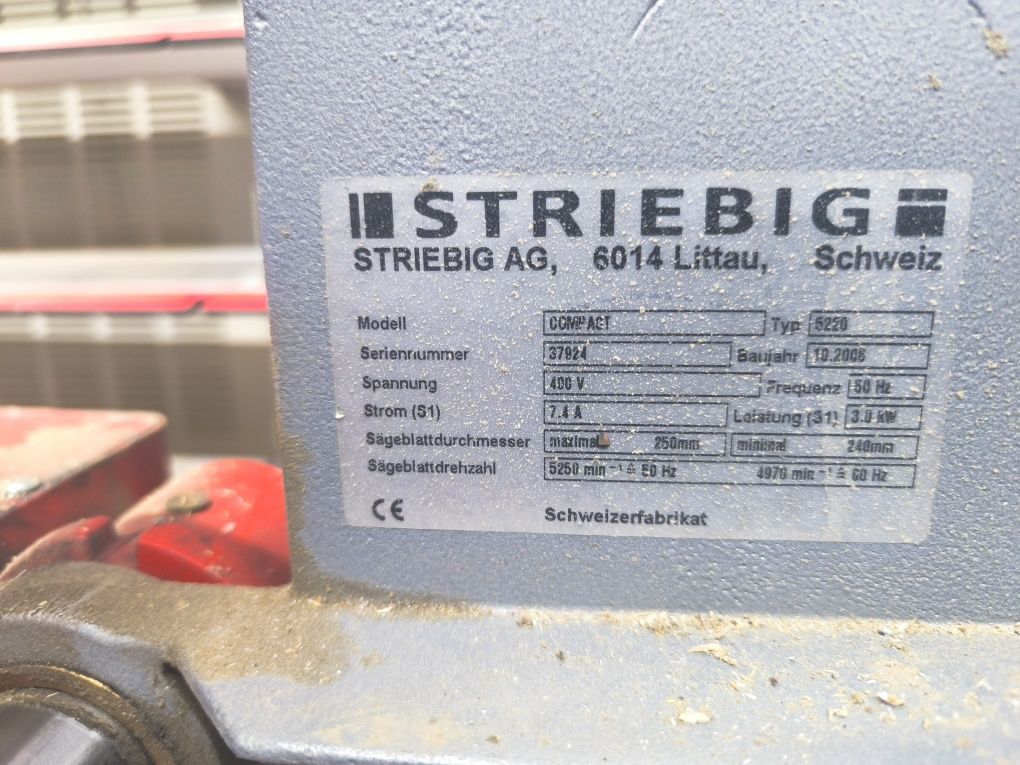 STRIEBIG
STRIEBIG AG, 6014 Littau, Schweiz
Modell COMPACT Typ 5220
Seriennummer 37924 Baujahr 10.2006
Spannung 400 V Frequenz 50 Hz
Strom (S1) 7.4 A Leistung (S1) 3.0 kW
Sägeblattdurchmesser maximal 250mm minimal 240mm
Sägeblattdrehzahl 5250 min⁻¹ ≙ Hz 4970 min⁻¹ ≙ 60 Hz
CE Schweizerfabrikat